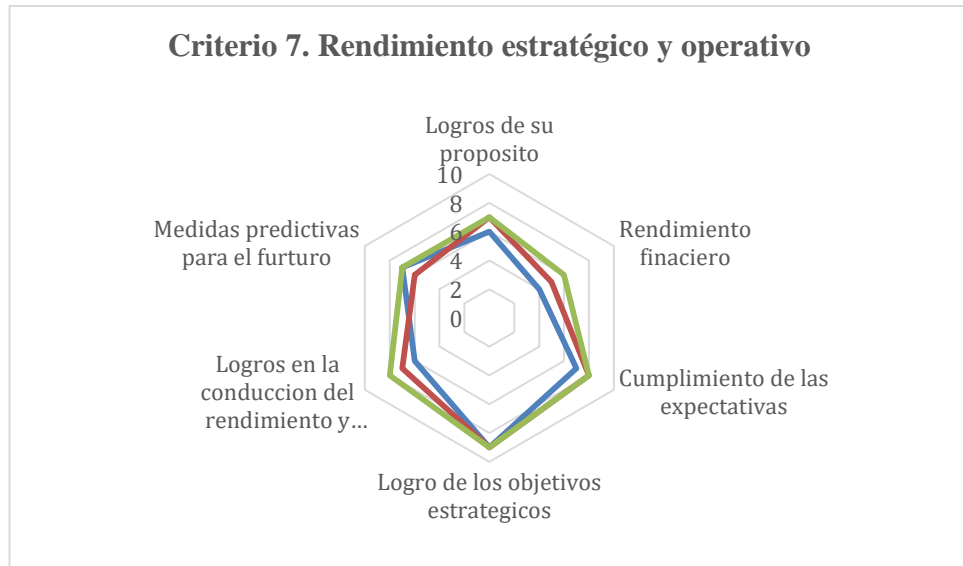 Criterio 7. Rendimiento estratégico y operativo
Logros de su
proposito
10
8
6
4
2
0
Rendimiento
finaciero
Cumplimiento de las
expectativas
Logro de los objetivos
estrategicos
Logros en la
conduccion del
rendimiento y...
Medidas predictivas
para el furturo